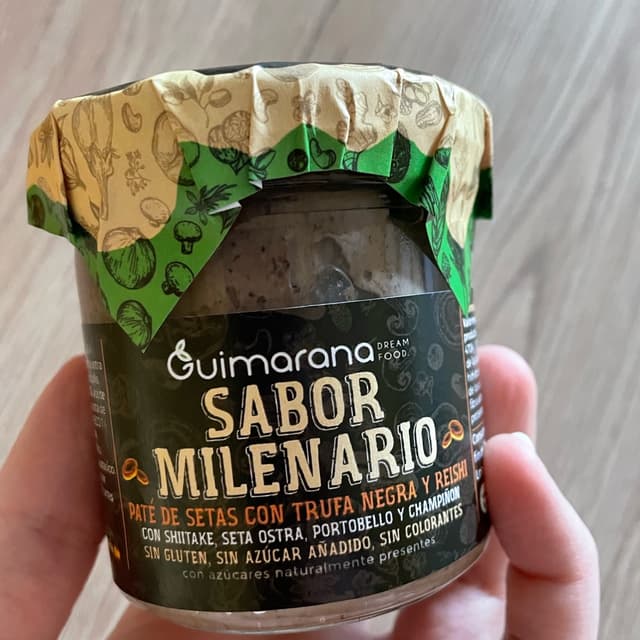 Guimarana
DREAM
FOOD.
SABOR
MILENARIO
PATÉ DE SETAS CON TRUFA NEGRA Y REISHI
CON SHIITAKE, SETA OSTRA, PORTOBELLO Y CHAMPIÑON
SIN GLUTEN, SIN AZÚCAR AÑADIDO, SIN COLORANTES
con azúcares naturalmente presentes